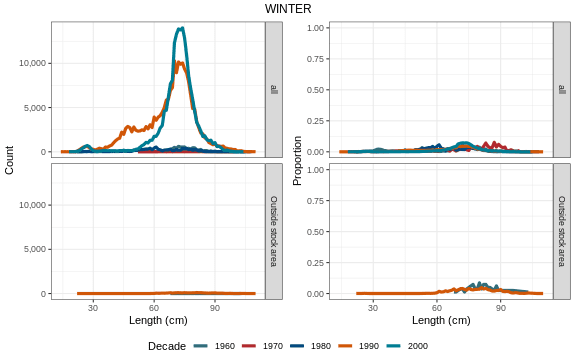 WINTER
Count
10,000
5,000
0
all
10,000
5,000
0
Outside stock area
30
60
90
Length (cm)
Proportion
1.00
0.75
0.50
0.25
0.00
all
1.00
0.75
0.50
0.25
0.00
Outside stock area
30
60
90
Length (cm)
Decade 1960 1970 1980 1990 2000